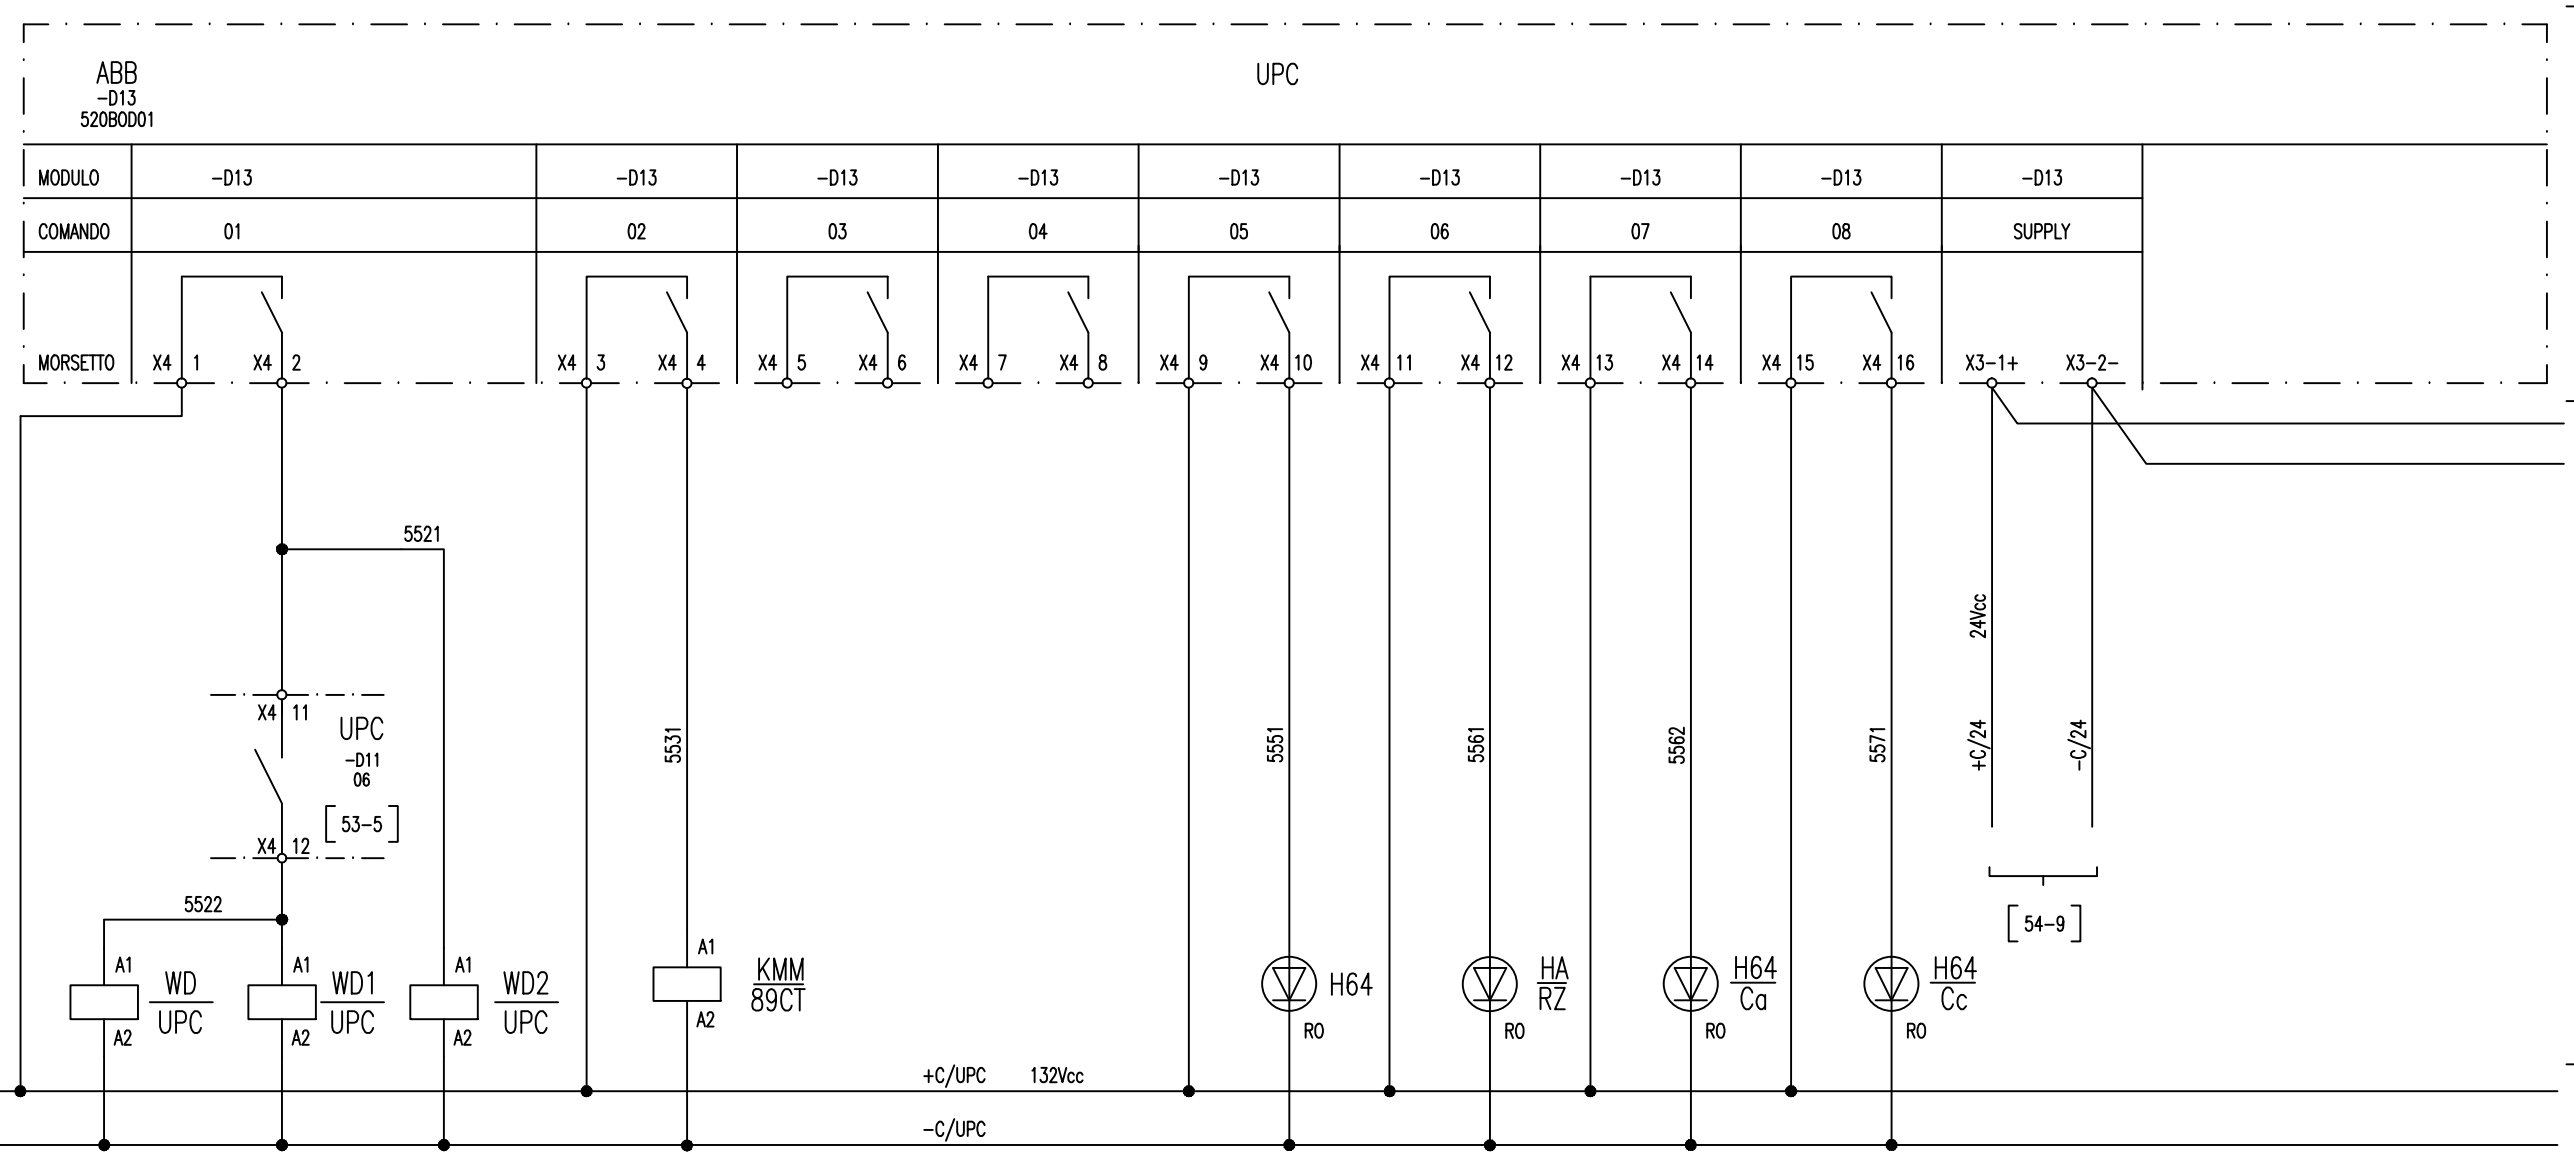 ABB
-D13
520BOD01
UPC
MODULO -D13 -D13 -D13 -D13 -D13 -D13 -D13 -D13 -D13
COMANDO 01 02 03 04 05 06 07 08 SUPPLY
MORSETTO X4 1 X4 2 X4 3 X4 4 X4 5 X4 6 X4 7 X4 8 X4 9 X4 10 X4 11 X4 12 X4 13 X4 14 X4 15 X4 16 X3-1+ X3-2-
5521
24Vcc
X4 11
UPC
-D11
06
53-5
X4 12
5531
5551
5561
5562
5571
+C/24
-C/24
5522
54-9
A1 WD UPC A2
A1 WD1 UPC A2
A1 WD2 UPC A2
A1 KMM 89CT A2
H64 RO
HA RZ RO
H64 Ca RO
H64 Cc RO
+C/UPC 132Vcc
-C/UPC